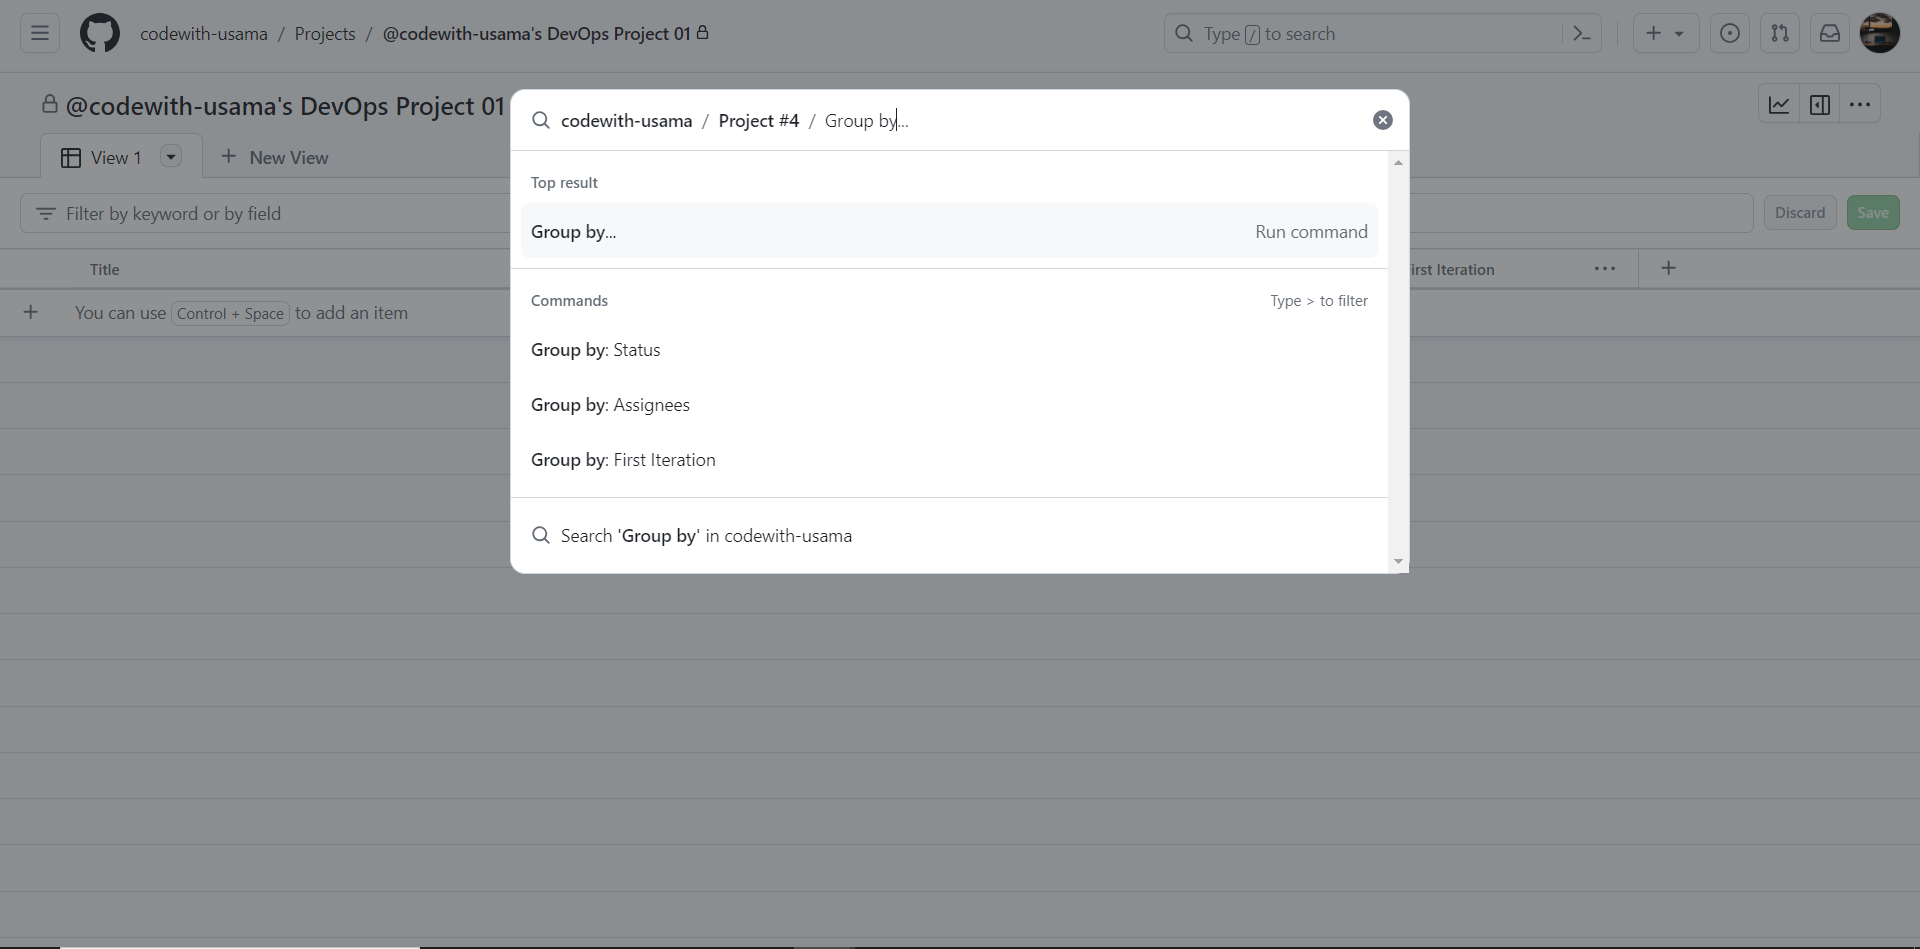 codewith-usama / Projects / @codewith-usama's DevOps Project 01
Type / to search
@codewith-usama's DevOps Project 01
codewith-usama / Project #4 / Group by...
View 1
New View
Top result
Filter by keyword or by field
Discard
Save
Group by...
Run command
Title
irst Iteration
Commands
Type > to filter
You can use Control + Space to add an item
Group by: Status
Group by: Assignees
Group by: First Iteration
Search 'Group by' in codewith-usama